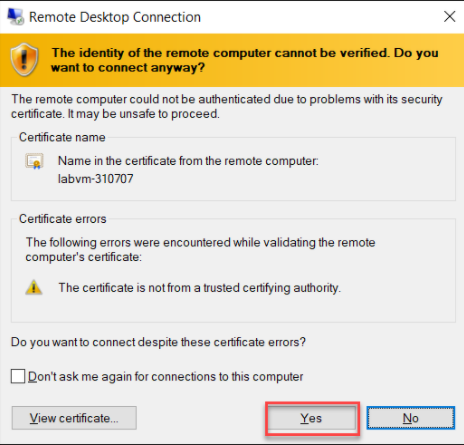 Remote Desktop Connection
The identity of the remote computer cannot be verified. Do you
want to connect anyway?
The remote computer could not be authenticated due to problems with its security
certificate. It may be unsafe to proceed.
Certificate name
Name in the certificate from the remote computer:
labvm-310707
Certificate errors
The following errors were encountered while validating the remote
computer's certificate:
The certificate is not from a trusted certifying authority.
Do you want to connect despite these certificate errors?
Don't ask me again for connections to this computer
View certificate... Yes No